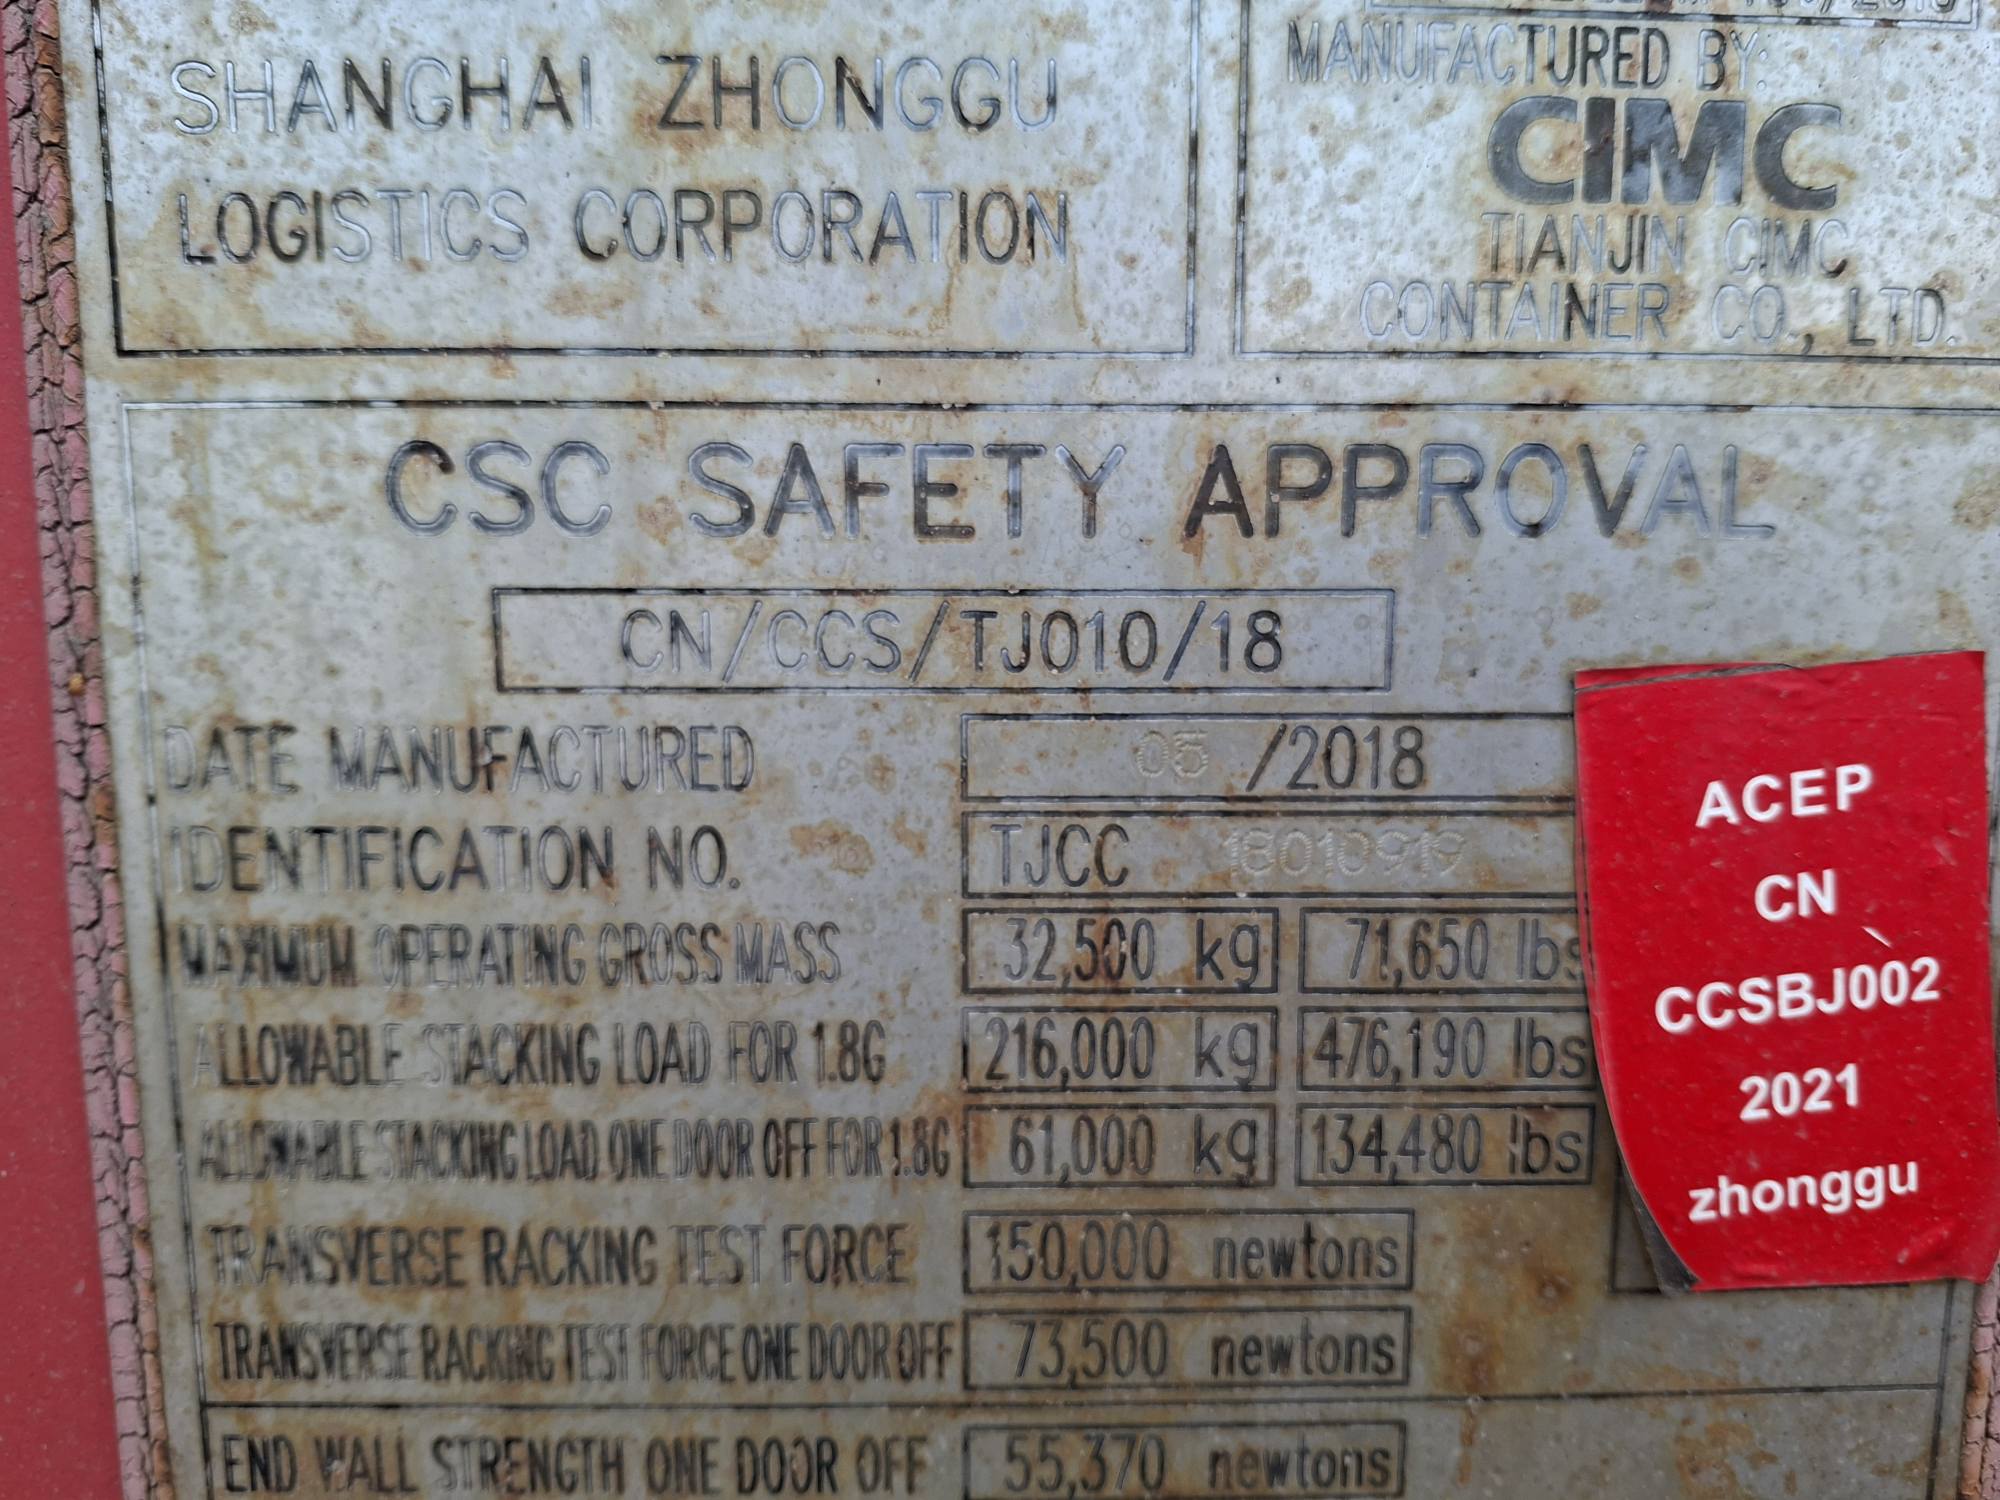 SHANGHAI ZHONGGU
LOGISTICS CORPORATION
MANUFACTURED BY:
CIMC
TIANJIN CIMC
CONTAINER CO., LTD.
CSC SAFETY APPROVAL
CN/CCS/TJ010/18
DATE MANUFACTURED 05 /2018
IDENTIFICATION NO. TJCC 18010919
MAXIMUM OPERATING GROSS MASS 32,500 kg 71,650 lbs
ALLOWABLE STACKING LOAD FOR 1.8G 216,000 kg 476,190 lbs
ALLOWABLE STACKING LOAD ONE DOOR OFF FOR 1.8G 61,000 kg 134,480 lbs
TRANSVERSE RACKING TEST FORCE 150,000 newtons
TRANSVERSE RACKING TEST FORCE ONE DOOR OFF 73,500 newtons
END WALL STRENGTH ONE DOOR OFF 55,370 newtons
ACEP
CN
CCSBJ002
2021
zhonggu